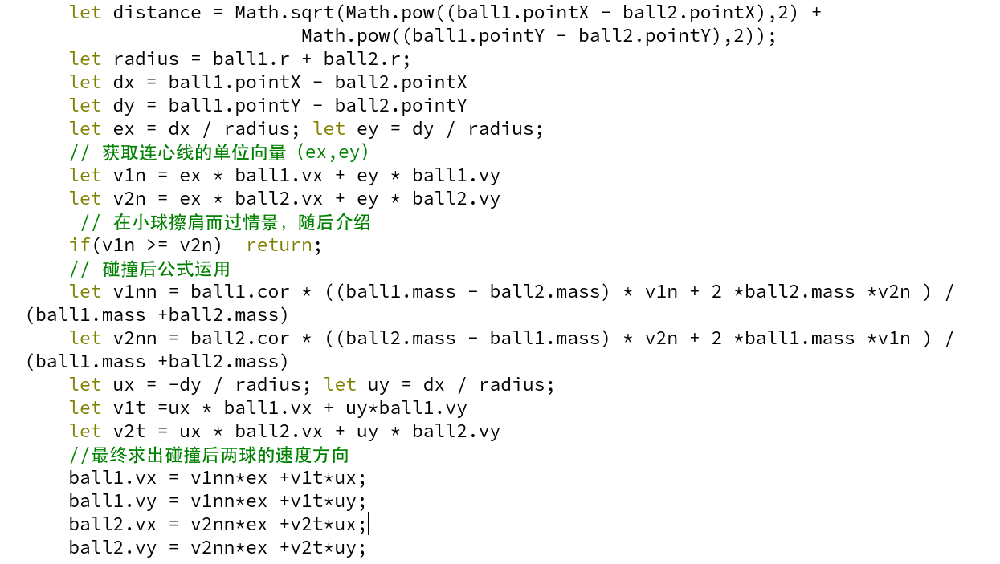 let distance = Math.sqrt(Math.pow((ball1.pointX - ball2.pointX),2) +
Math.pow((ball1.pointY - ball2.pointY),2));
let radius = ball1.r + ball2.r;
let dx = ball1.pointX - ball2.pointX
let dy = ball1.pointY - ball2.pointY
let ex = dx / radius; let ey = dy / radius;
// 获取连心线的单位向量（ex,ey）
let v1n = ex * ball1.vx + ey * ball1.vy
let v2n = ex * ball2.vx + ey * ball2.vy
// 在小球擦肩而过情景，随后介绍
if(v1n >= v2n)  return;
// 碰撞后公式运用
let v1nn = ball1.cor * ((ball1.mass - ball2.mass) * v1n + 2 *ball2.mass *v2n ) /
(ball1.mass +ball2.mass)
let v2nn = ball2.cor * ((ball2.mass - ball1.mass) * v2n + 2 *ball1.mass *v1n ) /
(ball1.mass +ball2.mass)
let ux = -dy / radius; let uy = dx / radius;
let v1t =ux * ball1.vx + uy*ball1.vy
let v2t = ux * ball2.vx + uy * ball2.vy
//最终求出碰撞后两球的速度方向
ball1.vx = v1nn*ex +v1t*ux;
ball1.vy = v1nn*ex +v1t*uy;
ball2.vx = v2nn*ex +v2t*ux;
ball2.vy = v2nn*ex +v2t*uy;